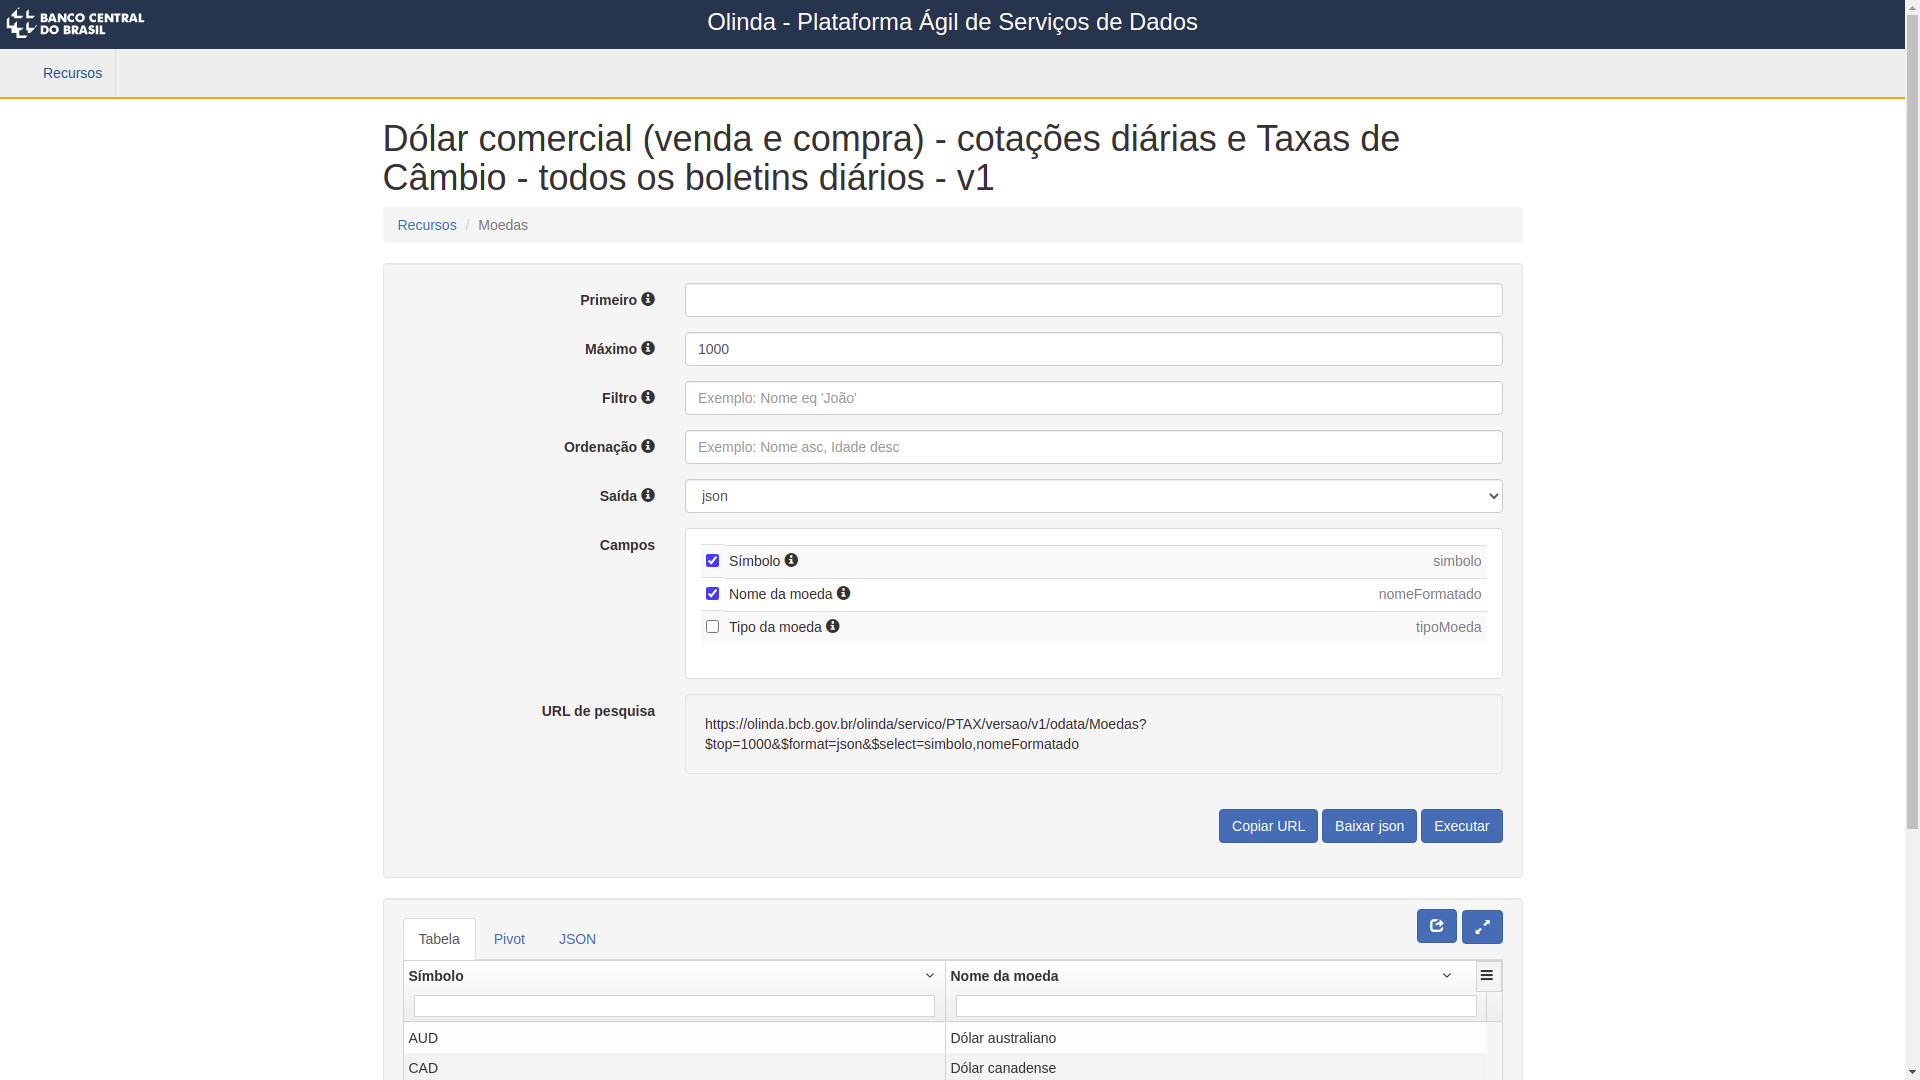 BANCO CENTRAL
DO BRASIL
Olinda - Plataforma Ágil de Serviços de Dados
Recursos
Dólar comercial (venda e compra) - cotações diárias e Taxas de
Câmbio - todos os boletins diários - v1
Recursos / Moedas
Primeiro
Máximo 1000
Filtro Exemplo: Nome eq 'João'
Ordenação Exemplo: Nome asc, Idade desc
Saída json
Campos
Símbolo simbolo
Nome da moeda nomeFormatado
Tipo da moeda tipoMoeda
URL de pesquisa
https://olinda.bcb.gov.br/olinda/servico/PTAX/versao/v1/odata/Moedas?
$top=1000&$format=json&$select=simbolo,nomeFormatado
Copiar URL Baixar json Executar
Tabela Pivot JSON
Símbolo Nome da moeda
AUD Dólar australiano
CAD Dólar canadense